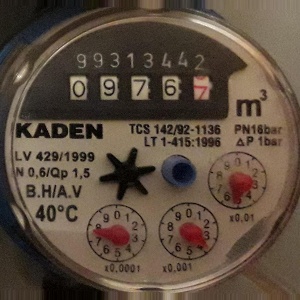 99313442
09767
m³
KADEN
TCS 142/92-1136 PN16bar
LT 1-415:1996 ΔP 1bar
LV 429/1999
N 0,6/Qp 1,5
B.H/A.V
40°C
x0,01
x0,0001 x0,001